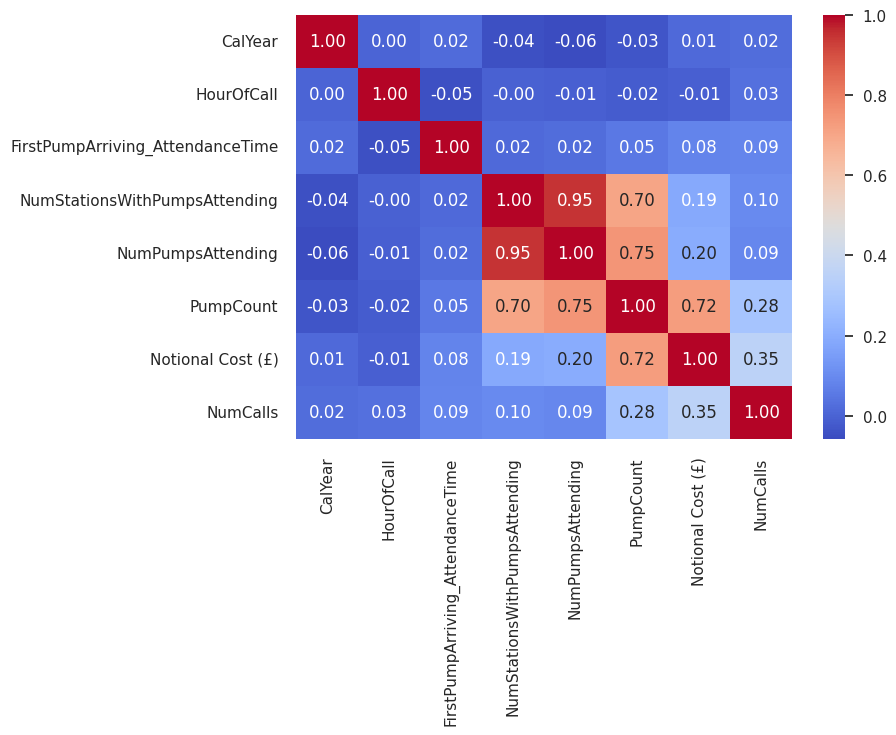 CalYear 1.00 0.00 0.02 -0.04 -0.06 -0.03 0.01 0.02
HourOfCall 0.00 1.00 -0.05 -0.00 -0.01 -0.02 -0.01 0.03
FirstPumpArriving_AttendanceTime 0.02 -0.05 1.00 0.02 0.02 0.05 0.08 0.09
NumStationsWithPumpsAttending -0.04 -0.00 0.02 1.00 0.95 0.70 0.19 0.10
NumPumpsAttending -0.06 -0.01 0.02 0.95 1.00 0.75 0.20 0.09
PumpCount -0.03 -0.02 0.05 0.70 0.75 1.00 0.72 0.28
Notional Cost (£) 0.01 -0.01 0.08 0.19 0.20 0.72 1.00 0.35
NumCalls 0.02 0.03 0.09 0.10 0.09 0.28 0.35 1.00
CalYear
HourOfCall
FirstPumpArriving_AttendanceTime
NumStationsWithPumpsAttending
NumPumpsAttending
PumpCount
Notional Cost (£)
NumCalls
1.0
0.8
0.6
0.4
0.2
0.0